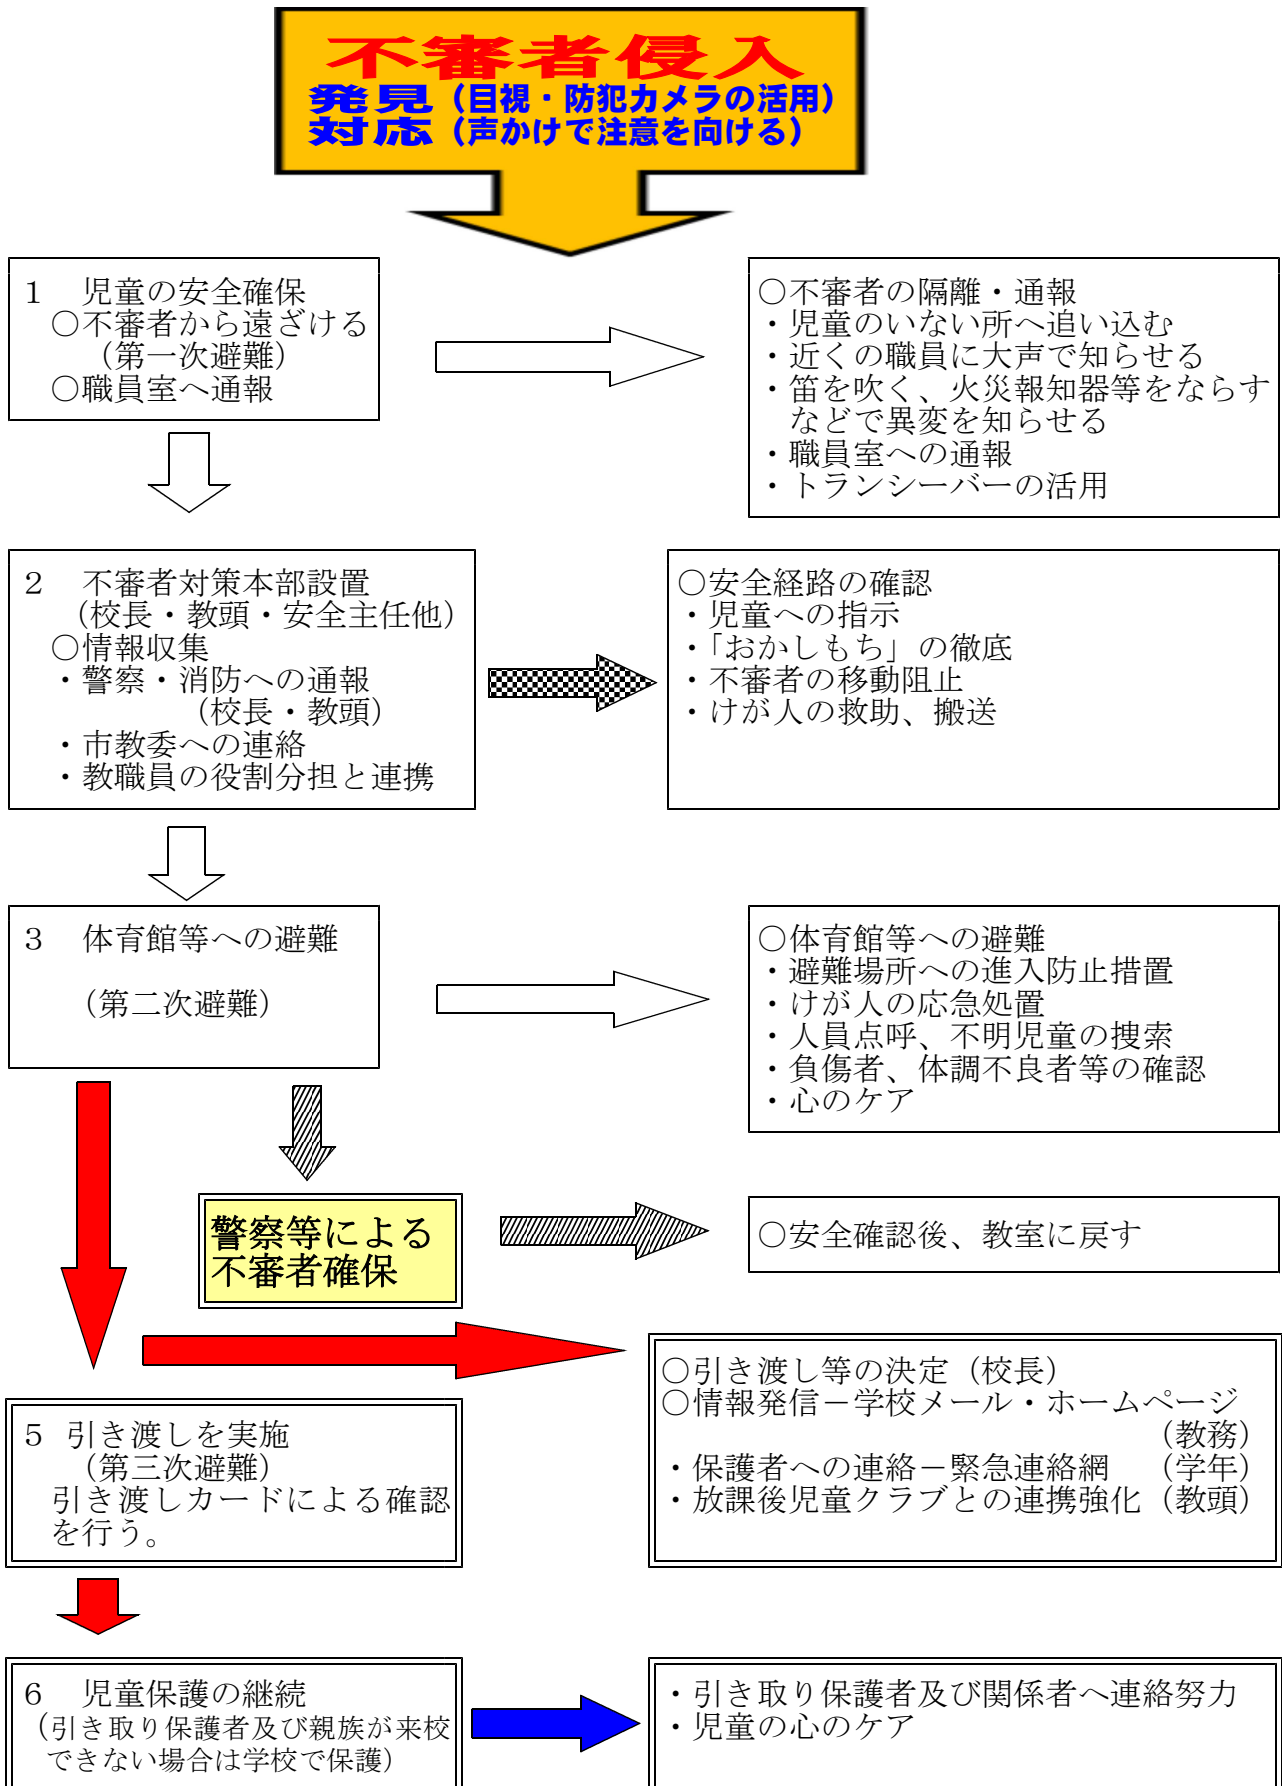 不審者侵入
発見（目視・防犯カメラの活用）
対応（声かけで注意を向ける）
１　児童の安全確保
○不審者から遠ざける
（第一次避難）
○職員室へ通報
○不審者の隔離・通報
・児童のいない所へ追い込む
・近くの職員に大声で知らせる
・笛を吹く、火災報知器等をならす
などで異変を知らせる
・職員室への通報
・トランシーバーの活用
２　不審者対策本部設置
（校長・教頭・安全主任他）
○情報収集
・警察・消防への通報
（校長・教頭）
・市教委への連絡
・教職員の役割分担と連携
○安全経路の確認
・児童への指示
・「おかしもち」の徹底
・不審者の移動阻止
・けが人の救助、搬送
３　体育館等への避難
（第二次避難）
○体育館等への避難
・避難場所への進入防止措置
・けが人の応急処置
・人員点呼、不明児童の捜索
・負傷者、体調不良者等の確認
・心のケア
警察等による
不審者確保
○安全確認後、教室に戻す
○引き渡し等の決定（校長）
○情報発信－学校メール・ホームページ
（教務）
・保護者への連絡－緊急連絡網　（学年）
・放課後児童クラブとの連携強化（教頭）
５ 引き渡しを実施
（第三次避難）
引き渡しカードによる確認
を行う。
６　児童保護の継続
（引き取り保護者及び親族が来校
できない場合は学校で保護）
・引き取り保護者及び関係者へ連絡努力
・児童の心のケア